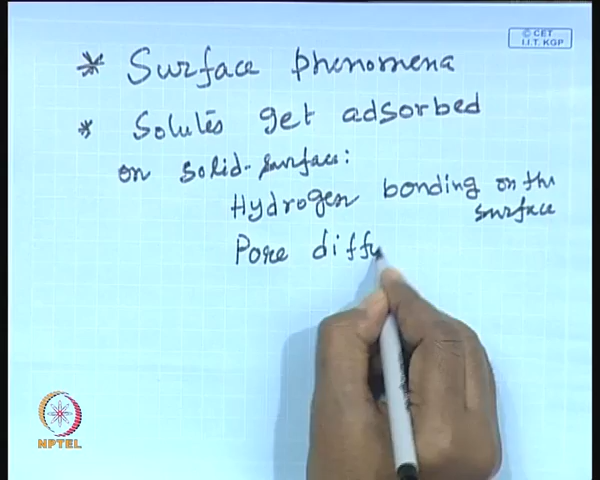 © CET
I.I.T. KGP
* Surface phenomena
* Solutes get adsorbed
on solid-surface:
Hydrogen bonding on the
surface
Pore diffu
NPTEL